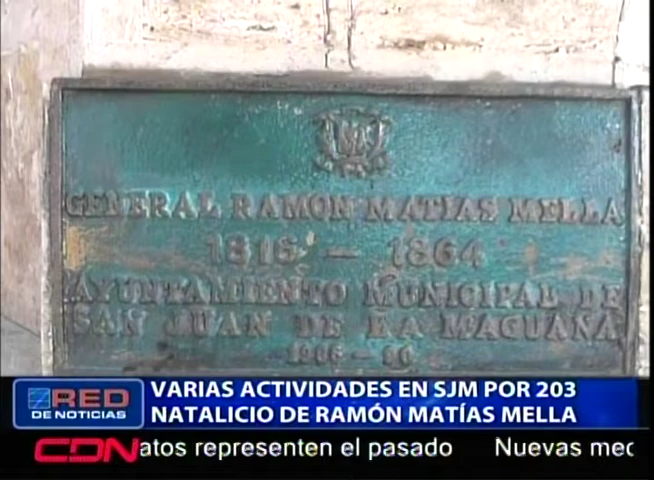 GENERAL RAMON MATIAS MELLA
1816 — 1864
AYUNTAMIENTO MUNICIPAL DE
SAN JUAN DE LA MAGUANA
RED
DE NOTICIAS
VARIAS ACTIVIDADES EN SJM POR 203
NATALICIO DE RAMÓN MATÍAS MELLA
CDN
atos representen el pasado Nuevas med